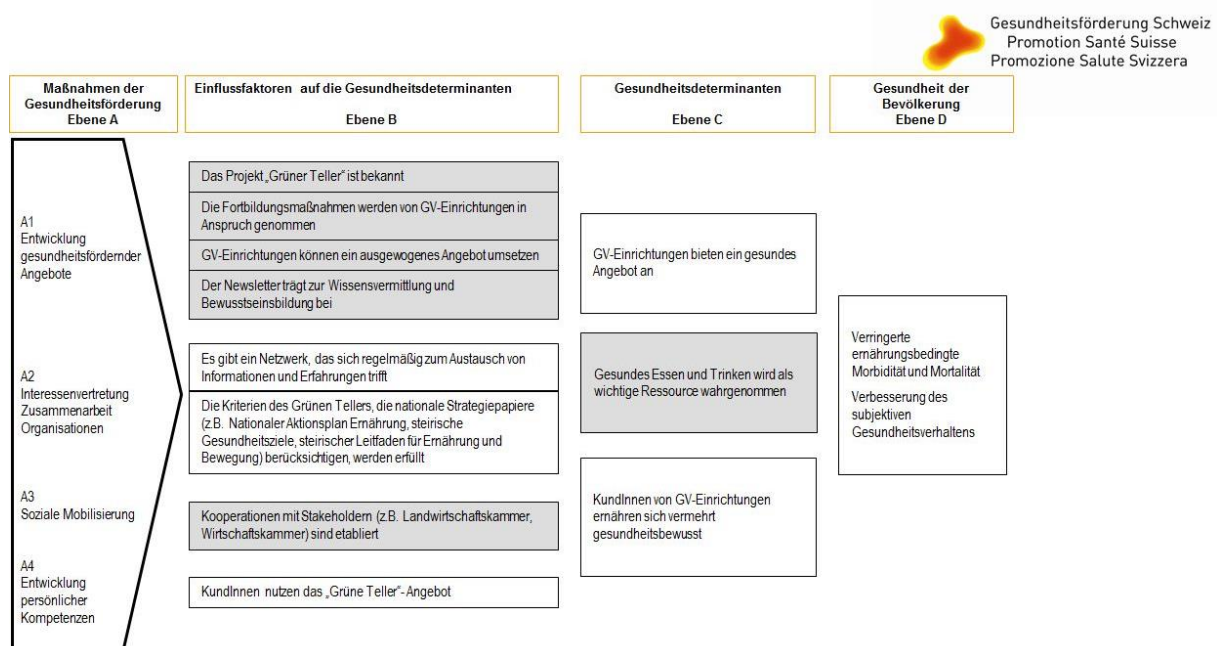 Gesundheitsförderung Schweiz
Promotion Santé Suisse
Promozione Salute Svizzera
Maßnahmen der
Gesundheitsförderung
Ebene A
Einflussfaktoren auf die Gesundheitsdeterminanten
Ebene B
Gesundheitsdeterminanten
Ebene C
Gesundheit der
Bevölkerung
Ebene D
A1
Entwicklung
gesundheitsfördernder
Angebote
A2
Interessenvertretung
Zusammenarbeit
Organisationen
A3
Soziale Mobilisierung
A4
Entwicklung
persönlicher
Kompetenzen
Das Projekt „Grüner Teller“ ist bekannt
Die Fortbildungsmaßnahmen werden von GV-Einrichtungen in
Anspruch genommen
GV-Einrichtungen können ein ausgewogenes Angebot umsetzen
Der Newsletter trägt zur Wissensvermittlung und
Bewusstseinsbildung bei
Es gibt ein Netzwerk, das sich regelmäßig zum Austausch von
Informationen und Erfahrungen trifft
Die Kriterien des Grünen Tellers, die nationale Strategiepapiere
(z.B. Nationaler Aktionsplan Ernährung, steirische
Gesundheitsziele, steirischer Leitfaden für Ernährung und
Bewegung) berücksichtigen, werden erfüllt
Kooperationen mit Stakeholdern (z.B. Landwirtschaftskammer,
Wirtschaftskammer) sind etabliert
KundInnen nutzen das „Grüne Teller“- Angebot
GV-Einrichtungen bieten ein gesundes
Angebot an
Gesundes Essen und Trinken wird als
wichtige Ressource wahrgenommen
KundInnen von GV-Einrichtungen
ernähren sich vermehrt
gesundheitsbewusst
Verringerte
ernährungsbedingte
Morbidität und Mortalität
Verbesserung des
subjektiven
Gesundheitsverhaltens